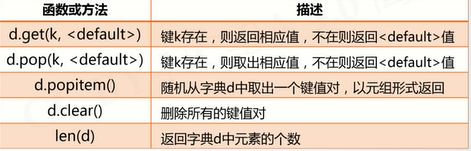 函数或方法 描述
d.get(k, <default>) 键k存在，则返回相应值，不在则返回<default>值
d.pop(k, <default>) 键k存在，则取出相应值，不在则返回<default>值
d.popitem() 随机从字典d中取出一个键值对，以元组形式返回
d.clear() 删除所有的键值对
len(d) 返回字典d中元素的个数